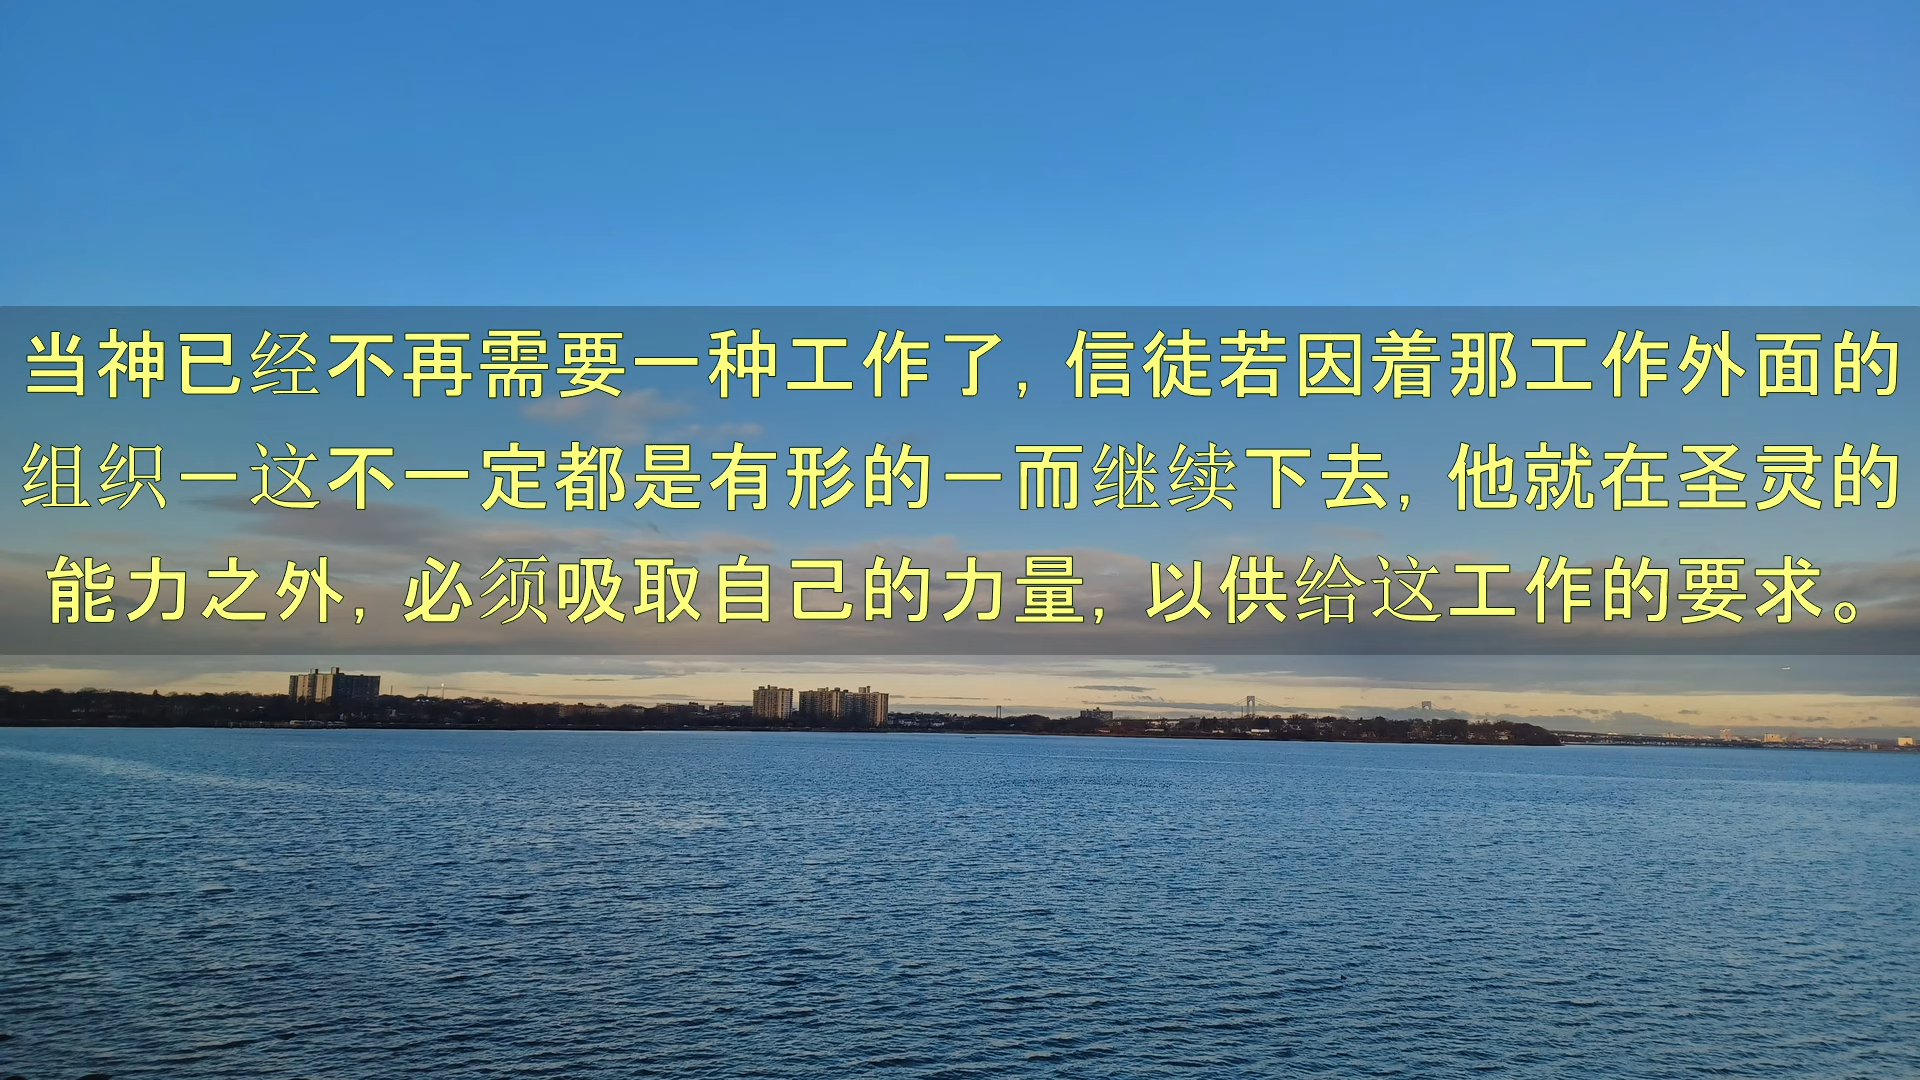 当神已经不再需要一种工作了, 信徒若因着那工作外面的
组织—这不一定都是有形的—而继续下去, 他就在圣灵的
能力之外, 必须吸取自己的力量, 以供给这工作的要求。